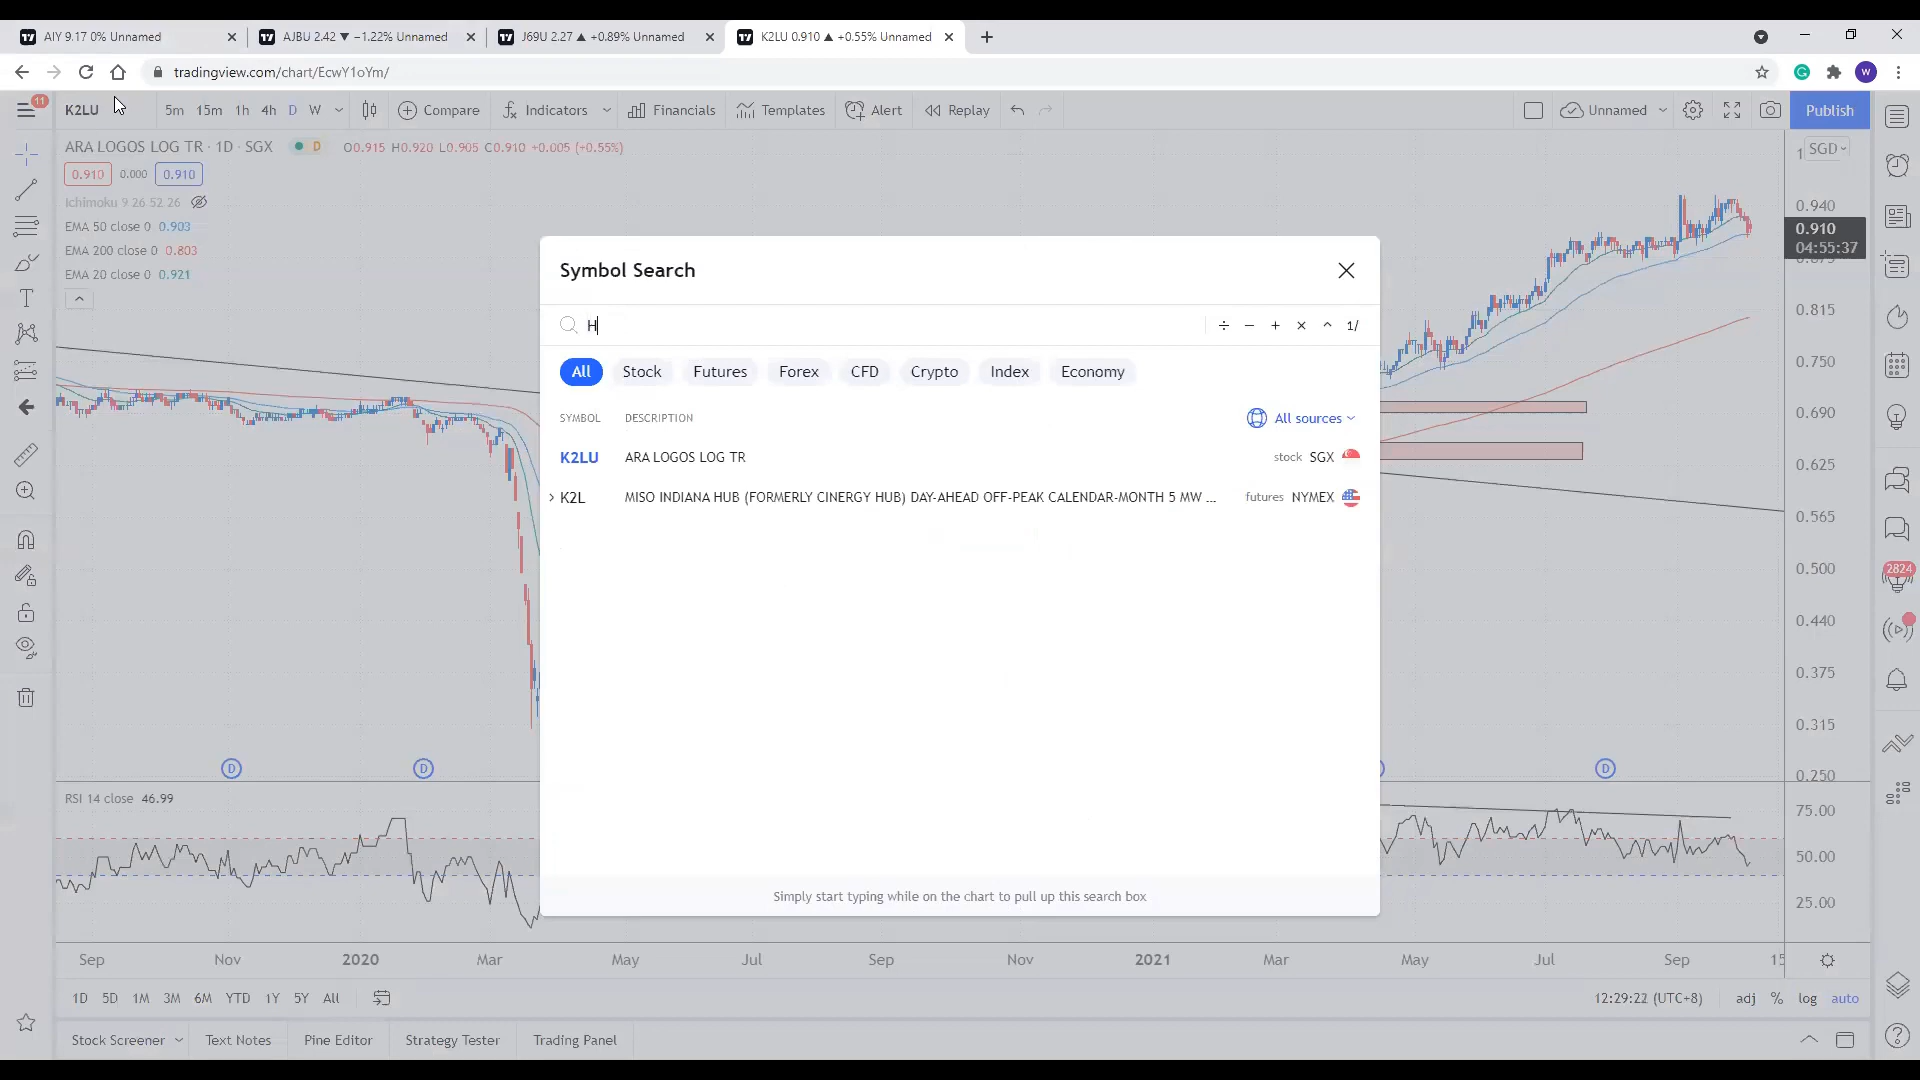 AIY 9.17 0% Unnamed
AJBU 2.42 ▼ −1.22% Unnamed
J69U 2.27 ▲ +0.89% Unnamed
K2LU 0.910 ▲ +0.55% Unnamed
tradingview.com/chart/EcwY1oYm/
W
11
K2LU
5m 15m 1h 4h D W
Compare
Indicators
Financials
Templates
Alert
Replay
Unnamed
Publish
ARA LOGOS LOG TR · 1D · SGX
D
O0.915 H0.920 L0.905 C0.910 +0.005 (+0.55%)
SGD
0.910 0.000 0.910
Ichimoku 9 26 52 26
EMA 50 close 0 0.903
EMA 200 close 0 0.803
EMA 20 close 0 0.921
Symbol Search
H
÷ − + × ^ 1/
All Stock Futures Forex CFD Crypto Index Economy
SYMBOL DESCRIPTION
All sources
K2LU ARA LOGOS LOG TR stock SGX
K2L MISO INDIANA HUB (FORMERLY CINERGY HUB) DAY-AHEAD OFF-PEAK CALENDAR-MONTH 5 MW ... futures NYMEX
Simply start typing while on the chart to pull up this search box
0.940
0.910
04:55:37
0.815
0.750
0.690
0.625
0.565
0.500
0.440
0.375
0.315
0.250
2824
D D D
RSI 14 close 46.99
75.00
50.00
25.00
Sep Nov 2020 Mar May Jul Sep Nov 2021 Mar May Jul Sep 15
1D 5D 1M 3M 6M YTD 1Y 5Y All
12:29:22 (UTC+8)
adj % log auto
Stock Screener
Text Notes
Pine Editor
Strategy Tester
Trading Panel